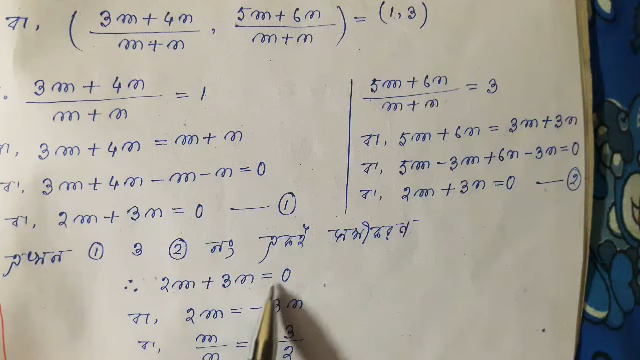 বা, ( 3m + 4n / m + n , 5m + 6n / m + n ) = (1, 3)
∴ 3m + 4n / m + n = 1
বা, 3m + 4n = m + n
বা, 3m + 4n - m - n = 0
বা, 2m + 3n = 0 —— ①
5m + 6n / m + n = 3
বা, 5m + 6n = 3m + 3n
বা, 5m - 3m + 6n - 3n = 0
বা, 2m + 3n = 0 —— ②
① ও ② নং একই সমীকরণ
∴ 2m + 3n = 0
বা, 2m = - 3n
বা, m / n = 3 / 2